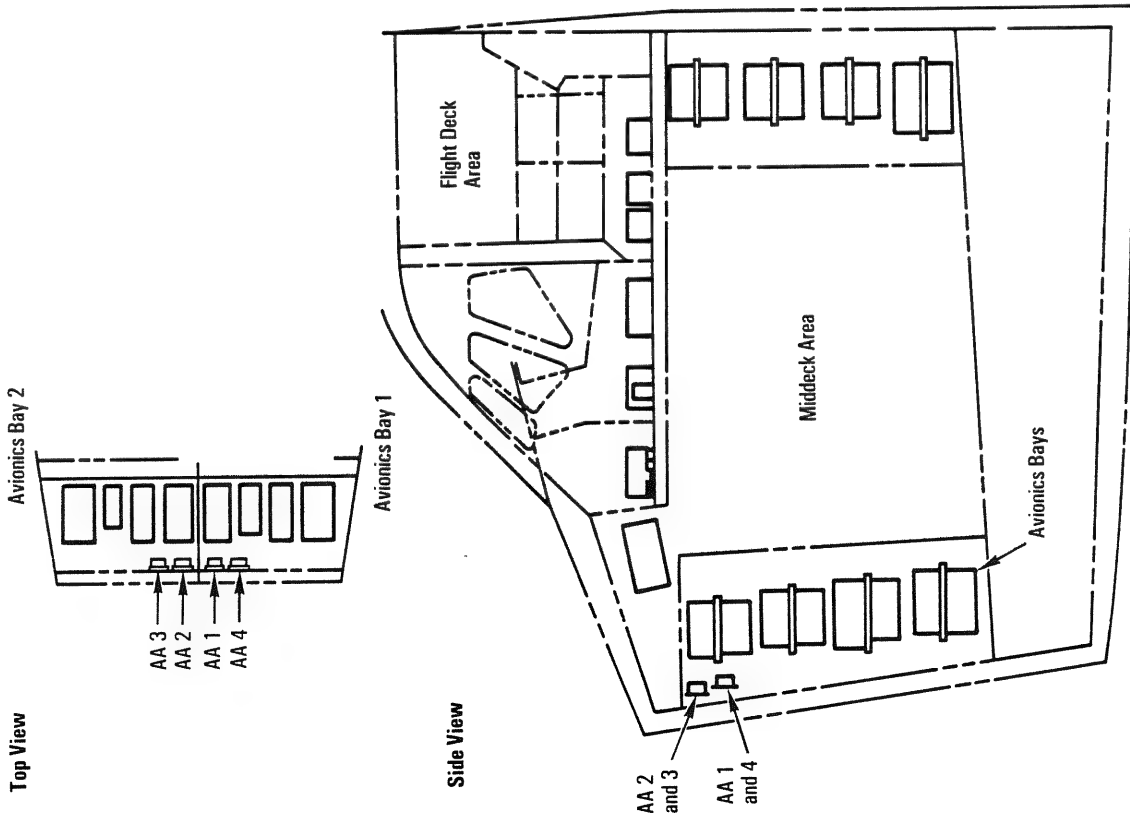 Top View
Avionics Bay 2
AA 3
AA 2
AA 1
AA 4
Avionics Bay 1
Side View
Flight Deck
Area
Middeck Area
AA 2
and 3
AA 1
and 4
Avionics Bays